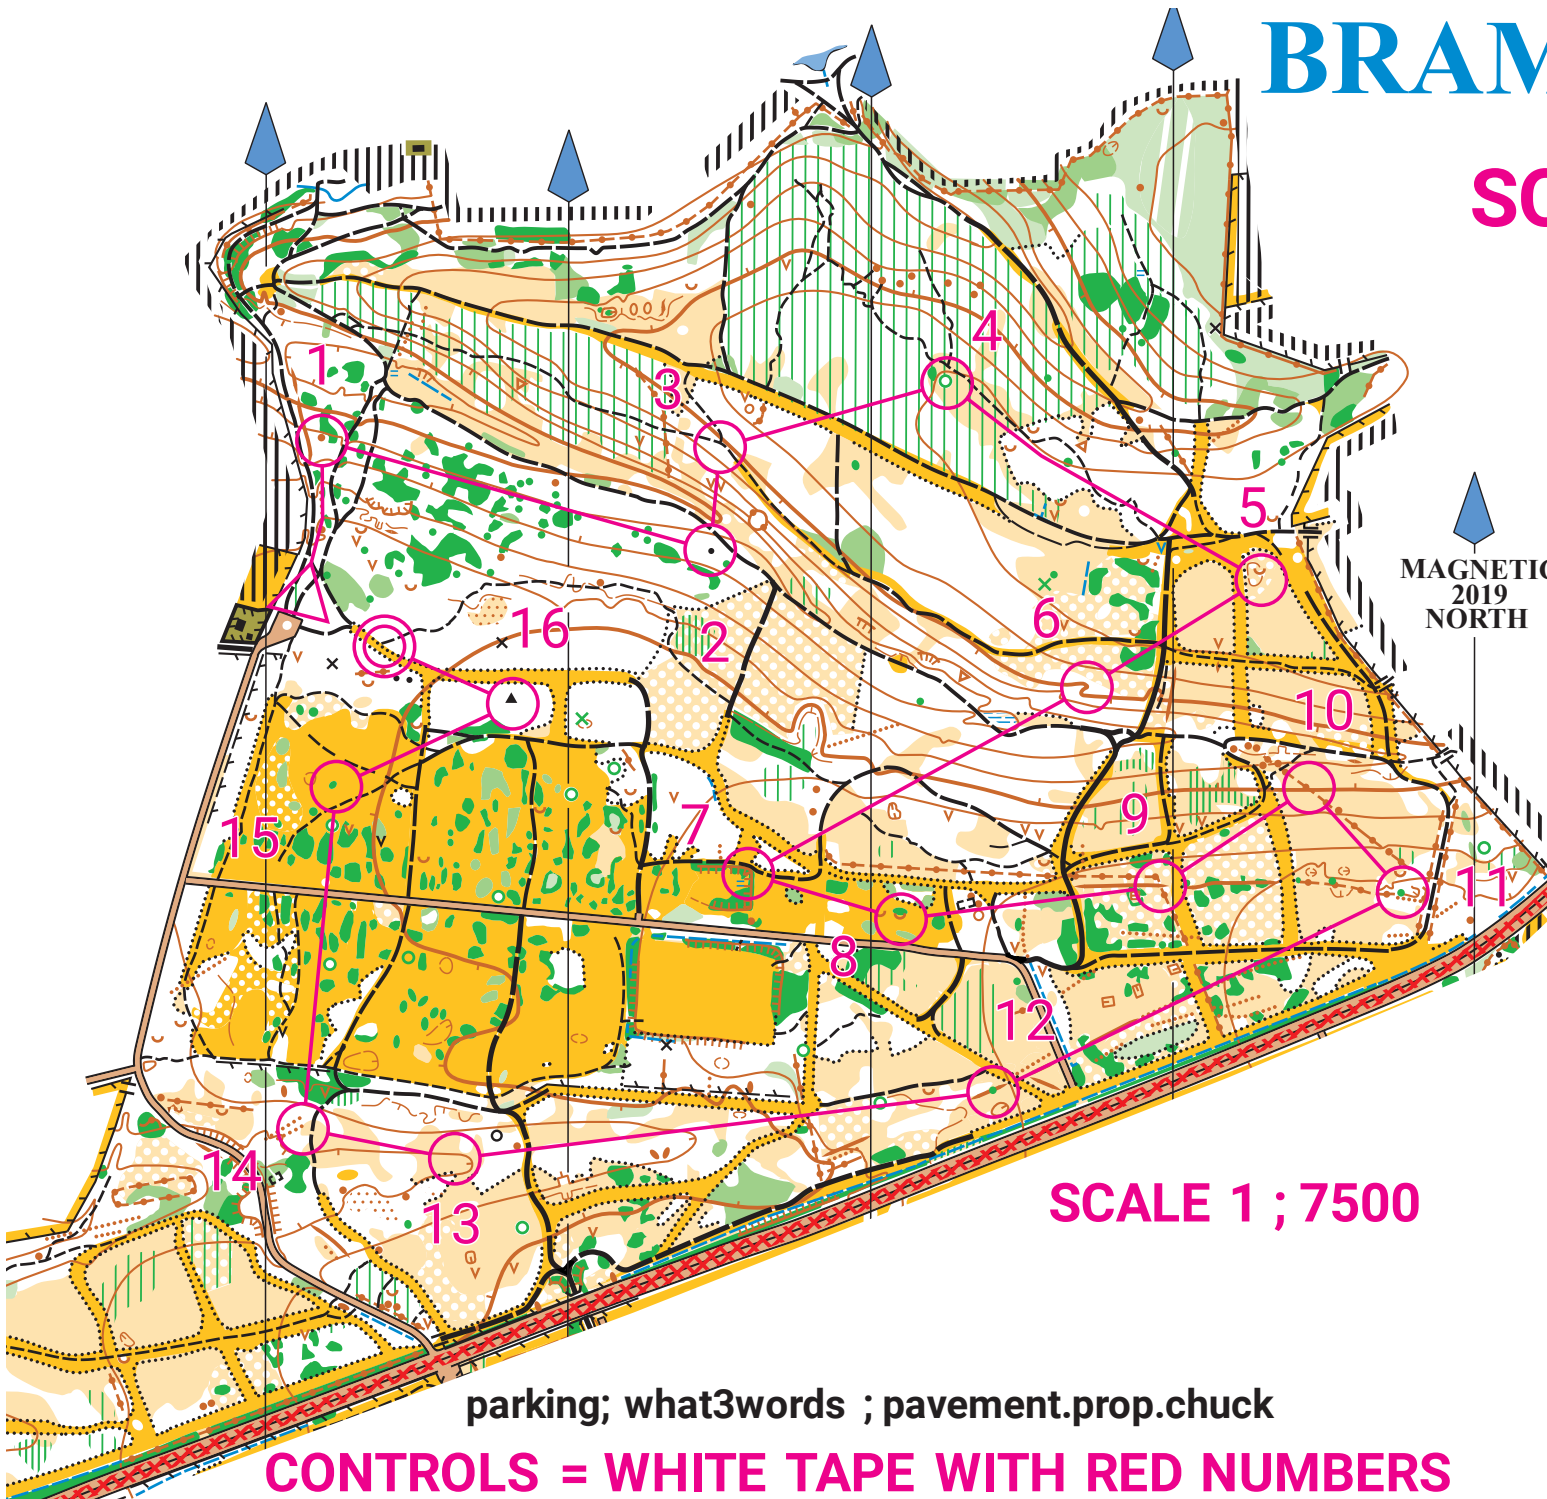 BRAM
SC
4
1
3
5
MAGNETIC
2019
NORTH
6
16
2
10
9
7
15
11
8
12
14
SCALE 1 ; 7500
13
parking; what3words ; pavement.prop.chuck
CONTROLS = WHITE TAPE WITH RED NUMBERS